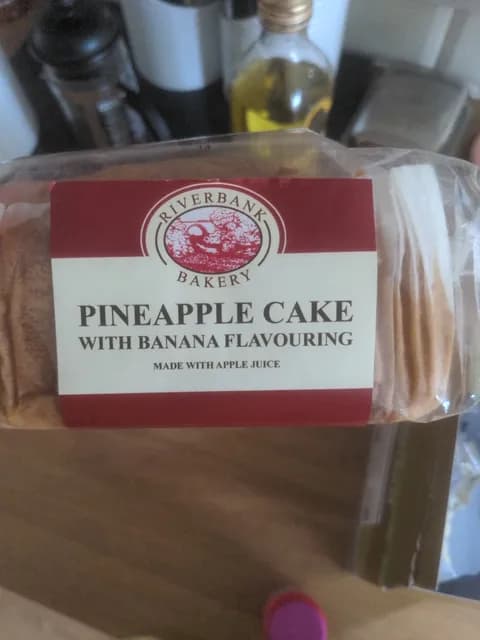 RIVERBANK
BAKERY
PINEAPPLE CAKE
WITH BANANA FLAVOURING
MADE WITH APPLE JUICE